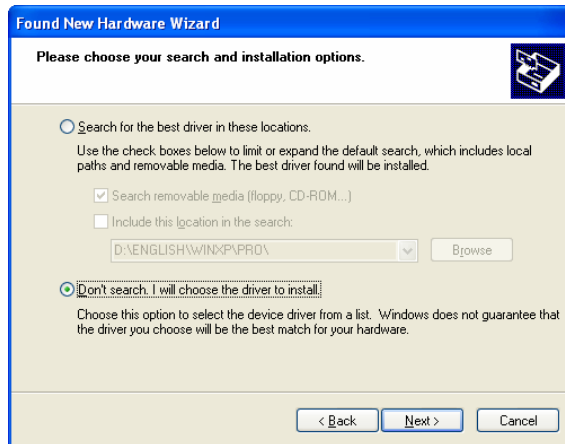 Found New Hardware Wizard
Please choose your search and installation options.
Search for the best driver in these locations.
Use the check boxes below to limit or expand the default search, which includes local
paths and removable media. The best driver found will be installed.
Search removable media (floppy, CD-ROM...)
Include this location in the search:
D:\ENGLISH\WINXP\PRO\
Browse
Don't search. I will choose the driver to install.
Choose this option to select the device driver from a list. Windows does not guarantee that
the driver you choose will be the best match for your hardware.
< Back
Next >
Cancel